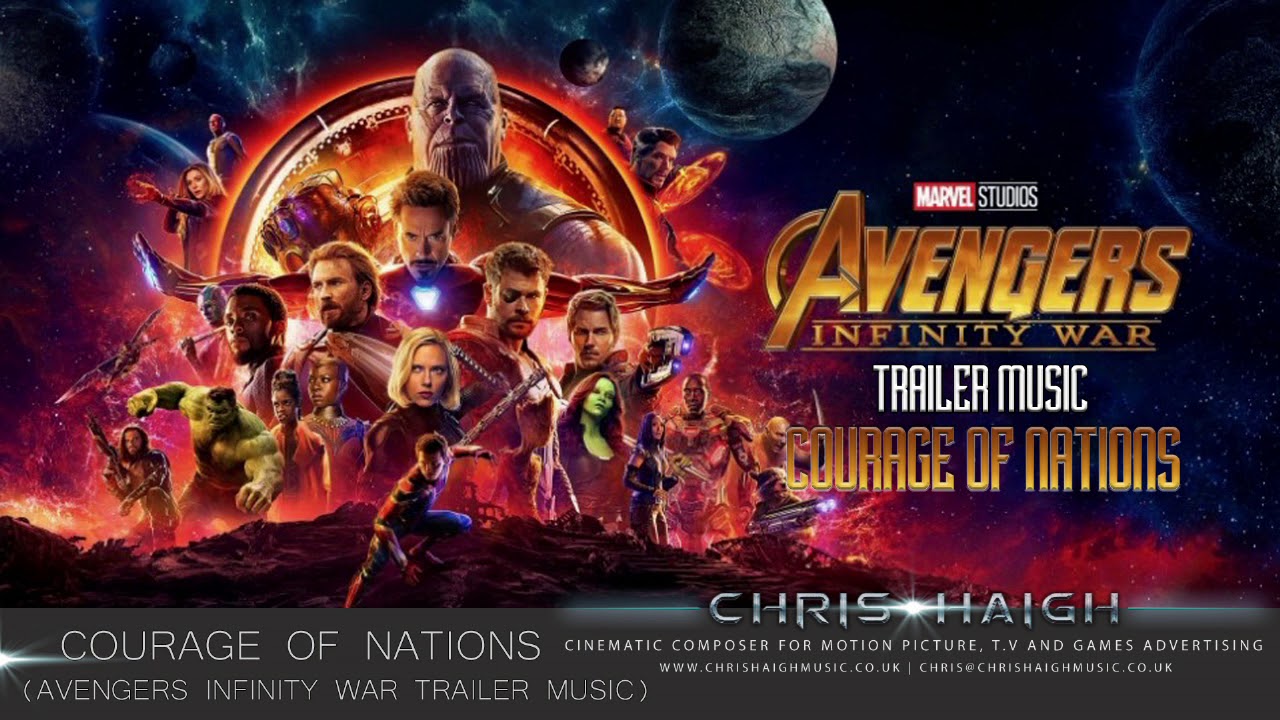 MARVEL STUDIOS
AVENGERS
INFINITY WAR
TRAILER MUSIC
COURAGE OF NATIONS
CHRIS HAIGH
COURAGE OF NATIONS
(AVENGERS INFINITY WAR TRAILER MUSIC)
CINEMATIC COMPOSER FOR MOTION PICTURE, T.V AND GAMES ADVERTISING
WWW.CHRISHAIGHMUSIC.CO.UK | CHRIS@CHRISHAIGHMUSIC.CO.UK